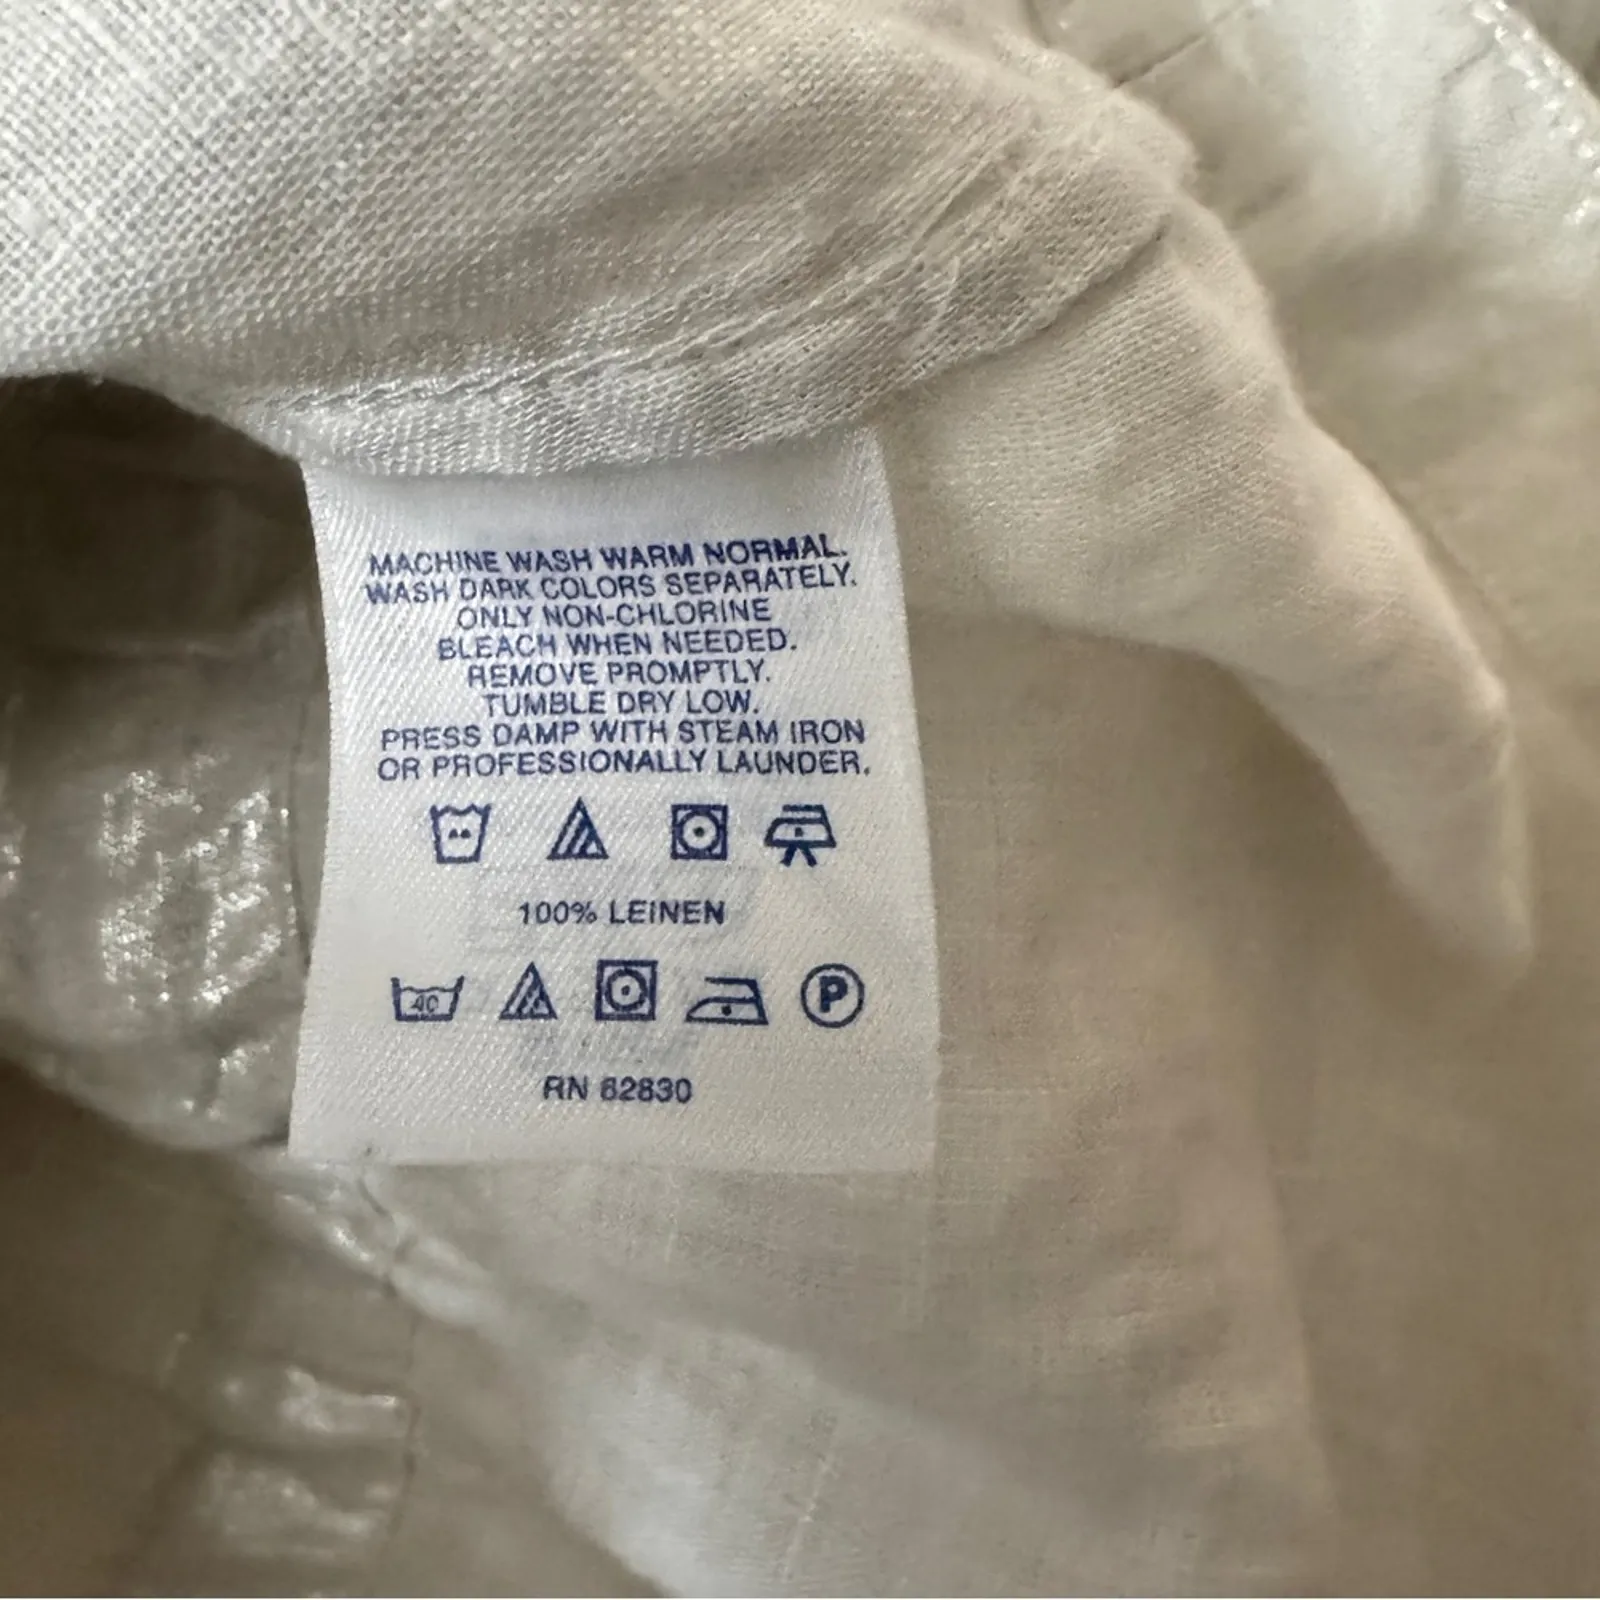 MACHINE WASH WARM NORMAL.
WASH DARK COLORS SEPARATELY.
ONLY NON-CHLORINE
BLEACH WHEN NEEDED.
REMOVE PROMPTLY.
TUMBLE DRY LOW.
PRESS DAMP WITH STEAM IRON
OR PROFESSIONALLY LAUNDER.
100% LEINEN
40 P
RN 62830